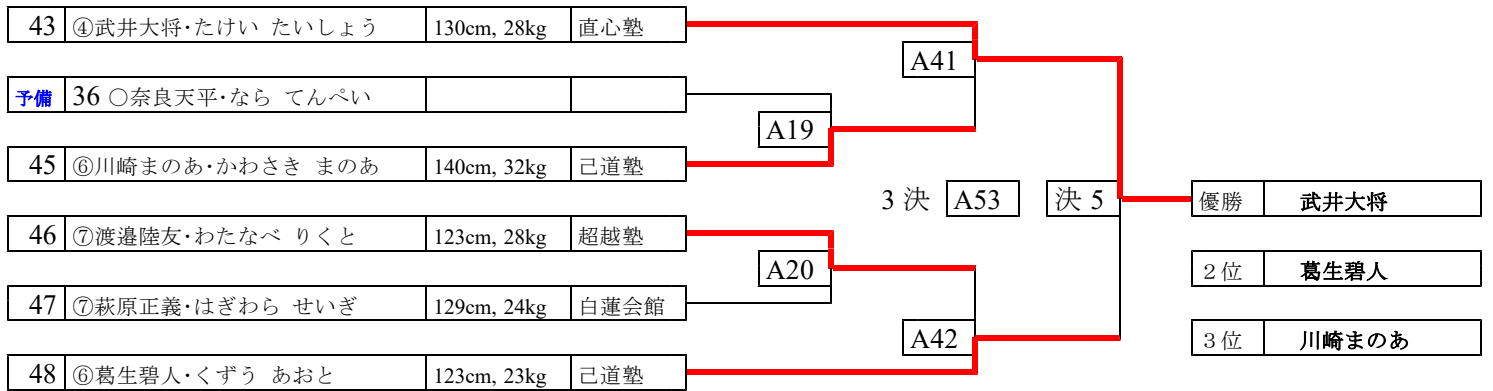 43 ④武井大将・たけい たいしょう 130cm, 28kg 直心塾
A41
予備 36 ○奈良天平・なら てんぺい
A19
45 ⑥川崎まのあ・かわさき まのあ 140cm, 32kg 己道塾
3決 A53 決5 優勝 武井大将
46 ⑦渡邉陸友・わたなべ りくと 123cm, 28kg 超越塾
A20 2位 葛生碧人
47 ⑦萩原正義・はぎわら せいぎ 129cm, 24kg 白蓮会館
A42 3位 川崎まのあ
48 ⑥葛生碧人・くずう あおと 123cm, 23kg 己道塾